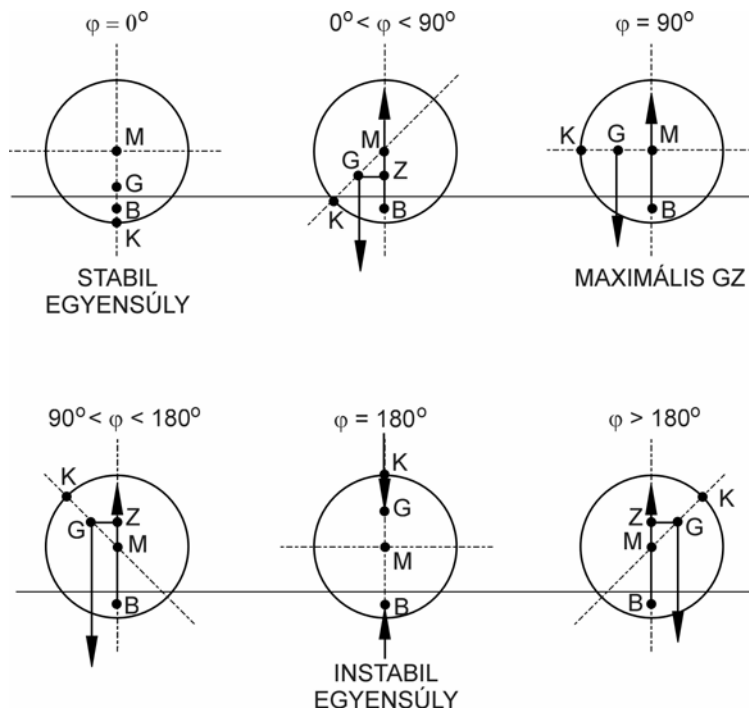 φ = 0°
0° < φ < 90°
φ = 90°
M
G
B
K
M
G
Z
K
B
K
G
M
B
STABIL
EGYENSÚLY
MAXIMÁLIS GZ
90° < φ < 180°
φ = 180°
φ > 180°
K
G
Z
M
B
K
G
M
B
K
Z
G
M
B
INSTABIL
EGYENSÚLY